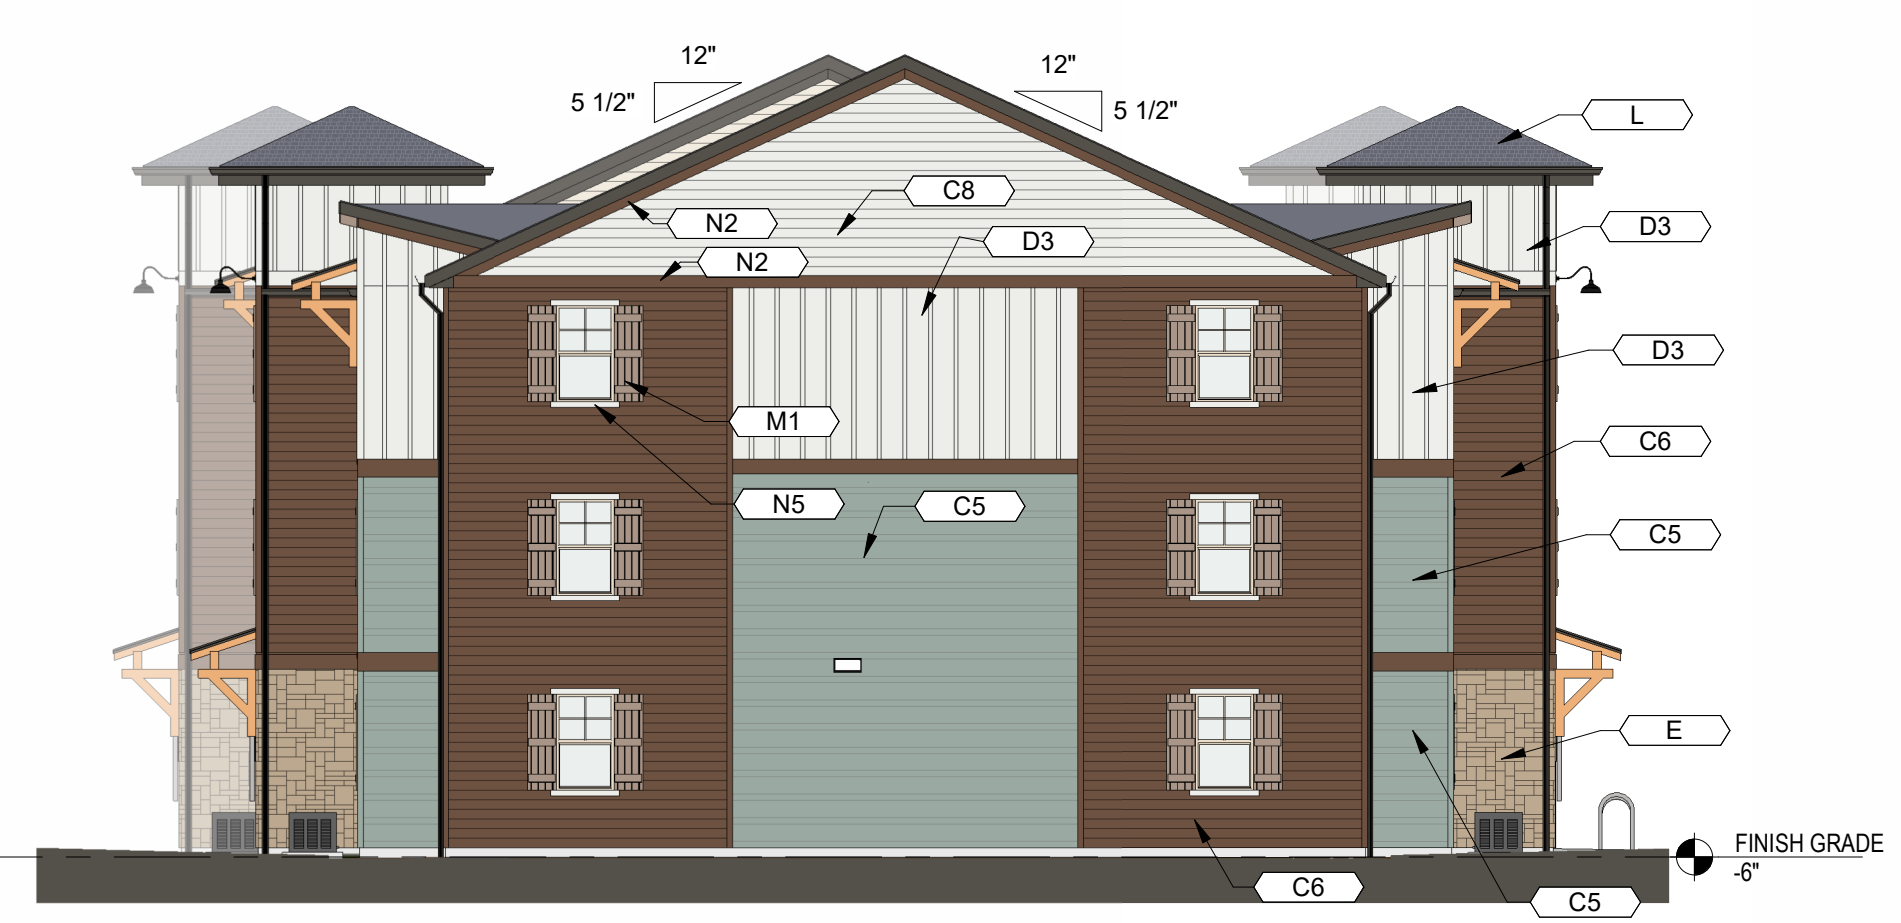 12"
12"
5 1/2"
5 1/2"
L
C8
N2
D3
D3
N2
D3
M1
C6
N5
C5
C5
E
FINISH GRADE
-6"
C6
C5